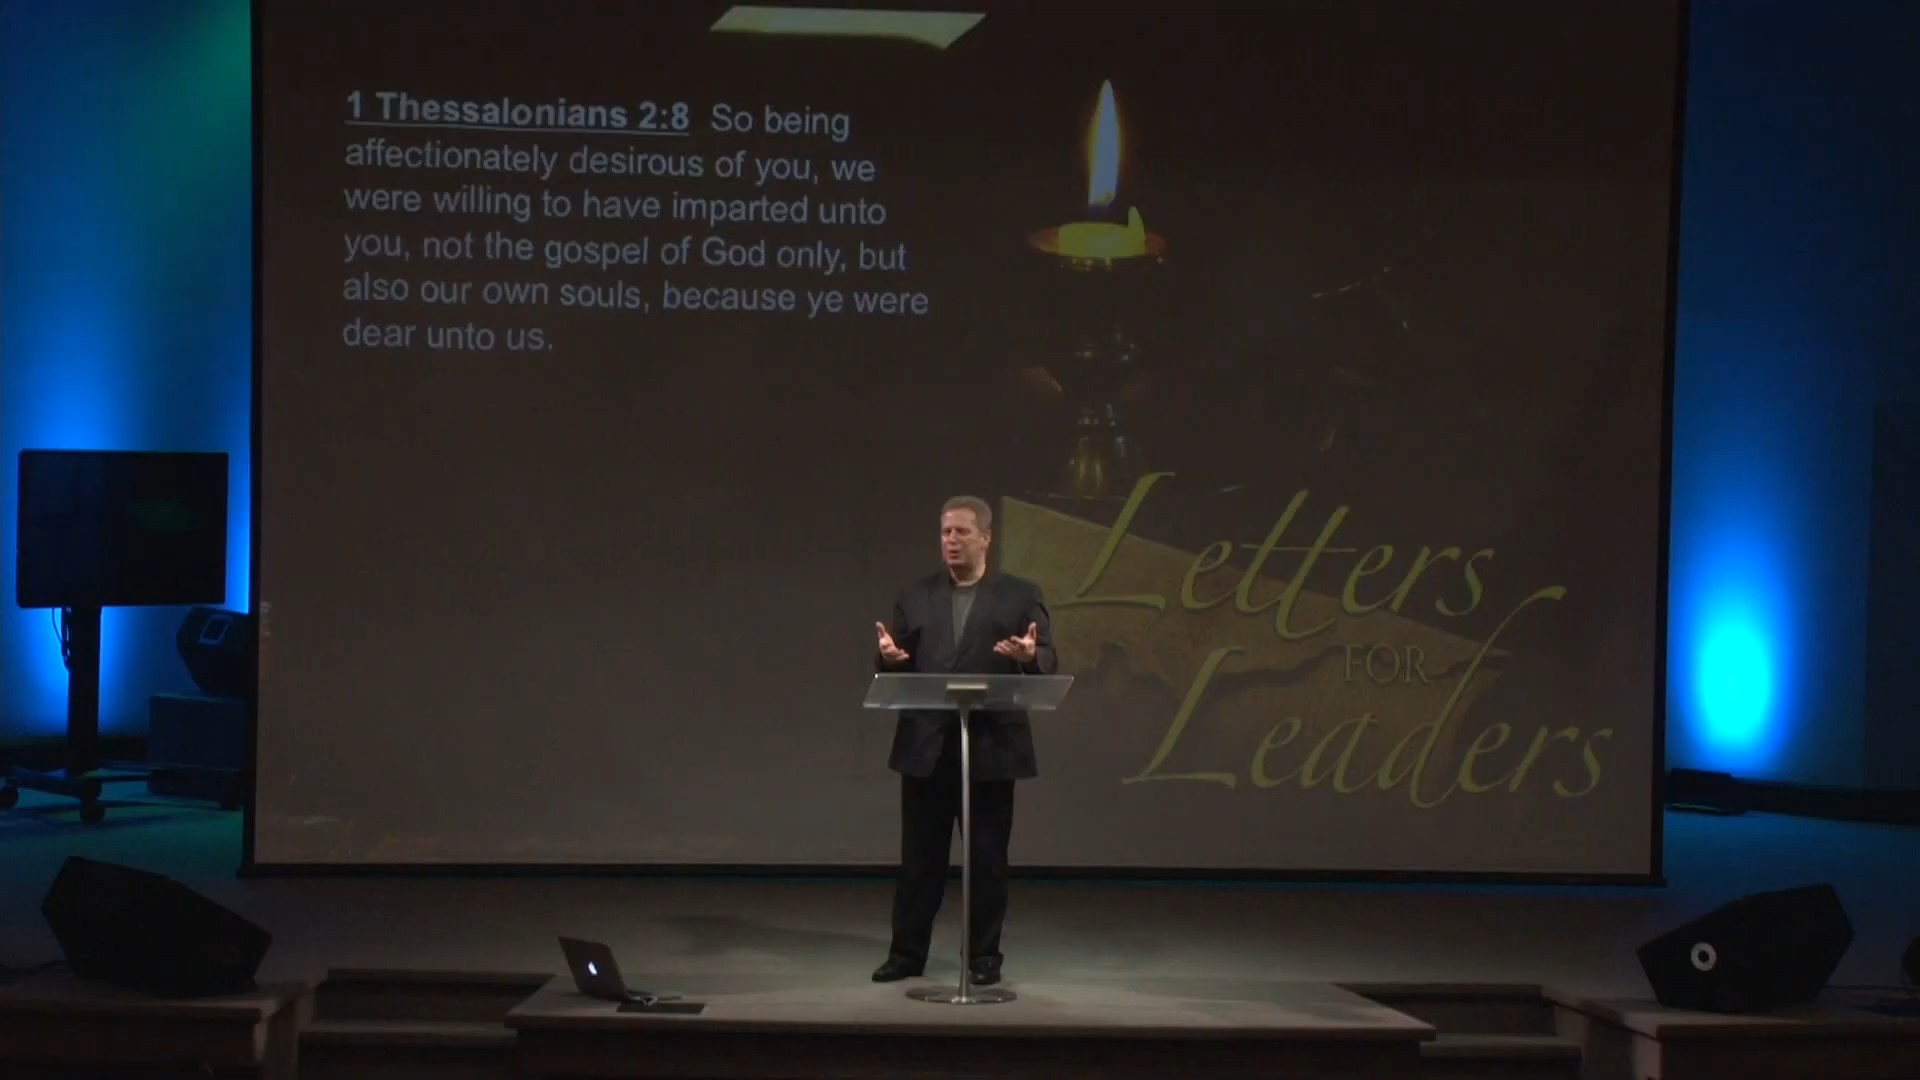 1 Thessalonians 2:8 So being
affectionately desirous of you, we
were willing to have imparted unto
you, not the gospel of God only, but
also our own souls, because ye were
dear unto us.
Letters
FOR
Leaders